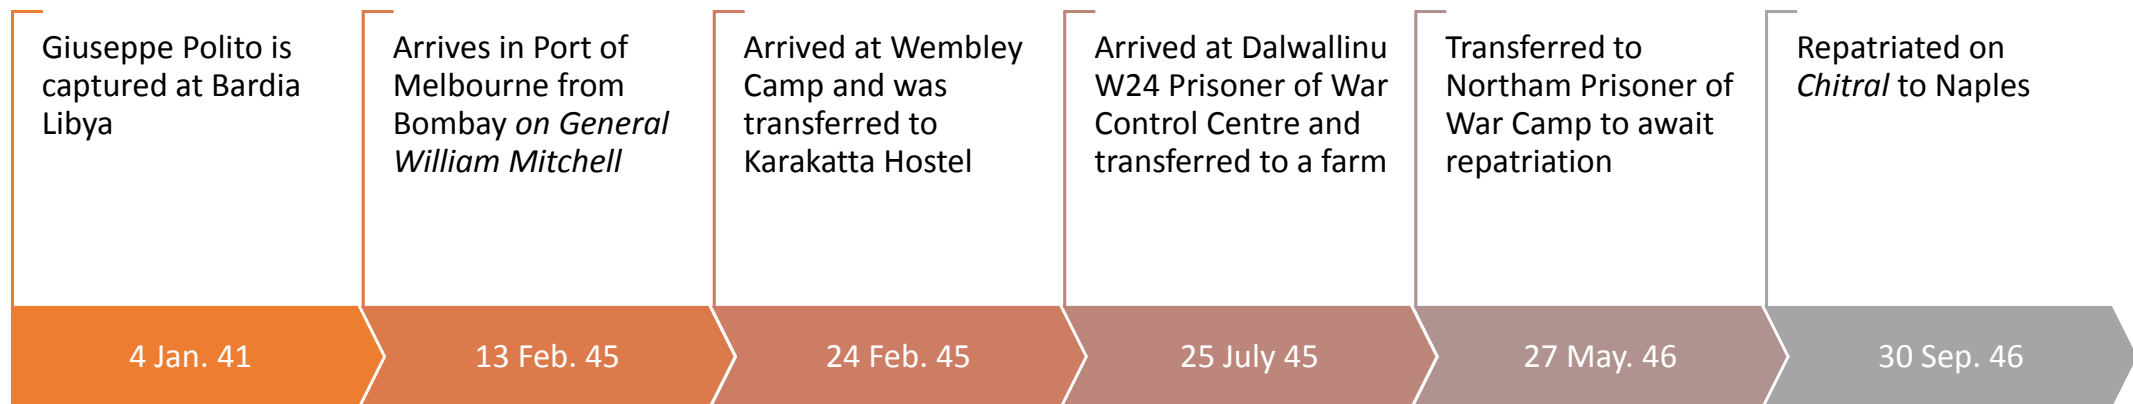 Giuseppe Polito is
captured at Bardia
Libya
Arrives in Port of
Melbourne from
Bombay on General
William Mitchell
Arrived at Wembley
Camp and was
transferred to
Karakatta Hostel
Arrived at Dalwallinu
W24 Prisoner of War
Control Centre and
transferred to a farm
Transferred to
Northam Prisoner of
War Camp to await
repatriation
Repatriated on
Chitral to Naples
4 Jan. 41
13 Feb. 45
24 Feb. 45
25 July 45
27 May. 46
30 Sep. 46